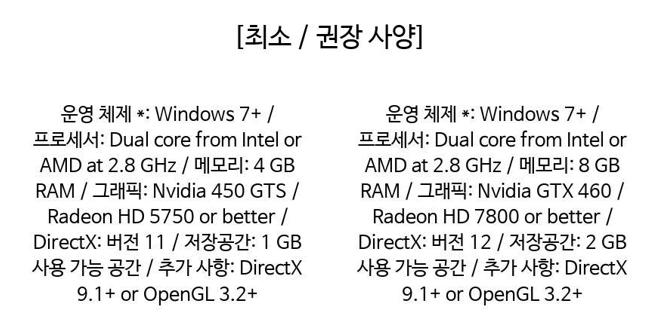 [최소 / 권장 사양]
운영 체제 *: Windows 7+ /
프로세서: Dual core from Intel or
AMD at 2.8 GHz / 메모리: 4 GB
RAM / 그래픽: Nvidia 450 GTS /
Radeon HD 5750 or better /
DirectX: 버전 11 / 저장공간: 1 GB
사용 가능 공간 / 추가 사항: DirectX
9.1+ or OpenGL 3.2+
운영 체제 *: Windows 7+ /
프로세서: Dual core from Intel or
AMD at 2.8 GHz / 메모리: 8 GB
RAM / 그래픽: Nvidia GTX 460 /
Radeon HD 7800 or better /
DirectX: 버전 12 / 저장공간: 2 GB
사용 가능 공간 / 추가 사항: DirectX
9.1+ or OpenGL 3.2+